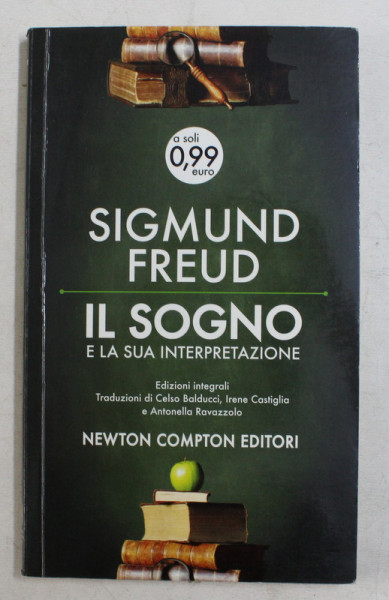 a soli
0,99
euro
SIGMUND
FREUD
IL SOGNO
E LA SUA INTERPRETAZIONE
Edizioni integrali
Traduzioni di Celso Balducci, Irene Castiglia
e Antonella Ravazzolo
NEWTON COMPTON EDITORI